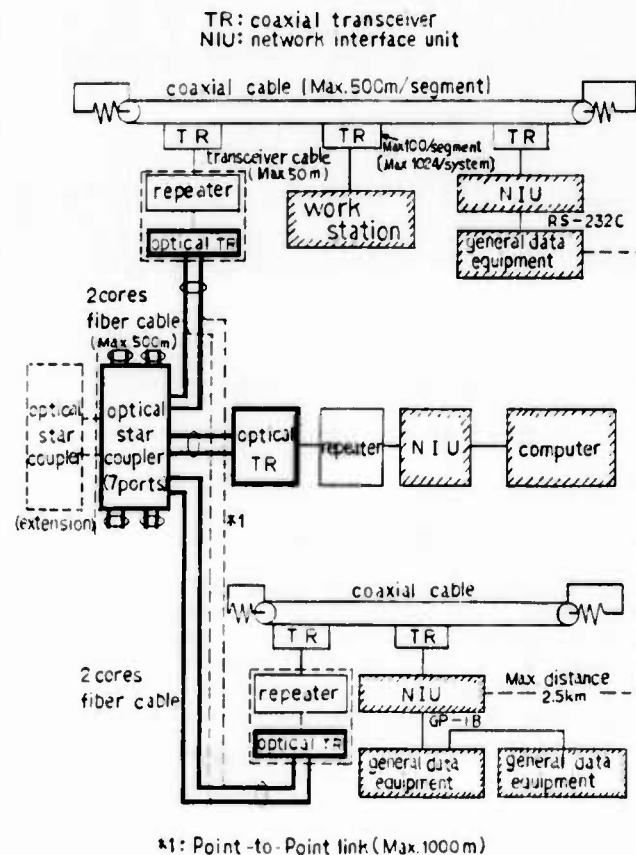 TR: coaxial transceiver
NIU: network interface unit
coaxial cable (Max.500m/segment)
TR
TR
TR
Max100/segment
(Max 1024/system)
transceiver cable
(Max 50m)
repeater
optical TR
work
station
NIU
RS-232C
general data
equipment
2cores
fiber cable
(Max.500m)
optical
star
coupler
(extension)
optical
star
coupler
(7ports)
optical
TR
repeater
NIU
computer
*1
coaxial cable
TR
TR
2 cores
fiber cable
repeater
optical TR
NIU
Max distance
2.5km
GP-IB
general data
equipment
general data
equipment
*1: Point-to-Point link (Max.1000m)